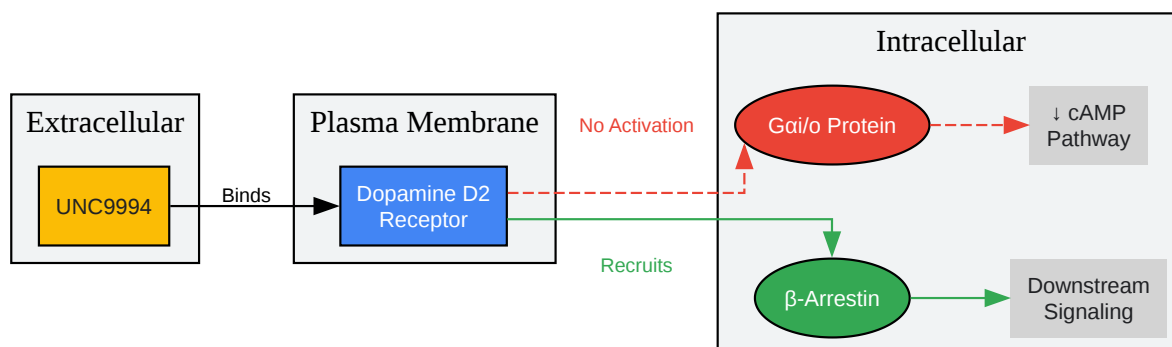 Extracellular
UNC9994
Binds
Plasma Membrane
Dopamine D2
Receptor
No Activation
Recruits
Intracellular
Gαi/o Protein
↓ cAMP
Pathway
β-Arrestin
Downstream
Signaling